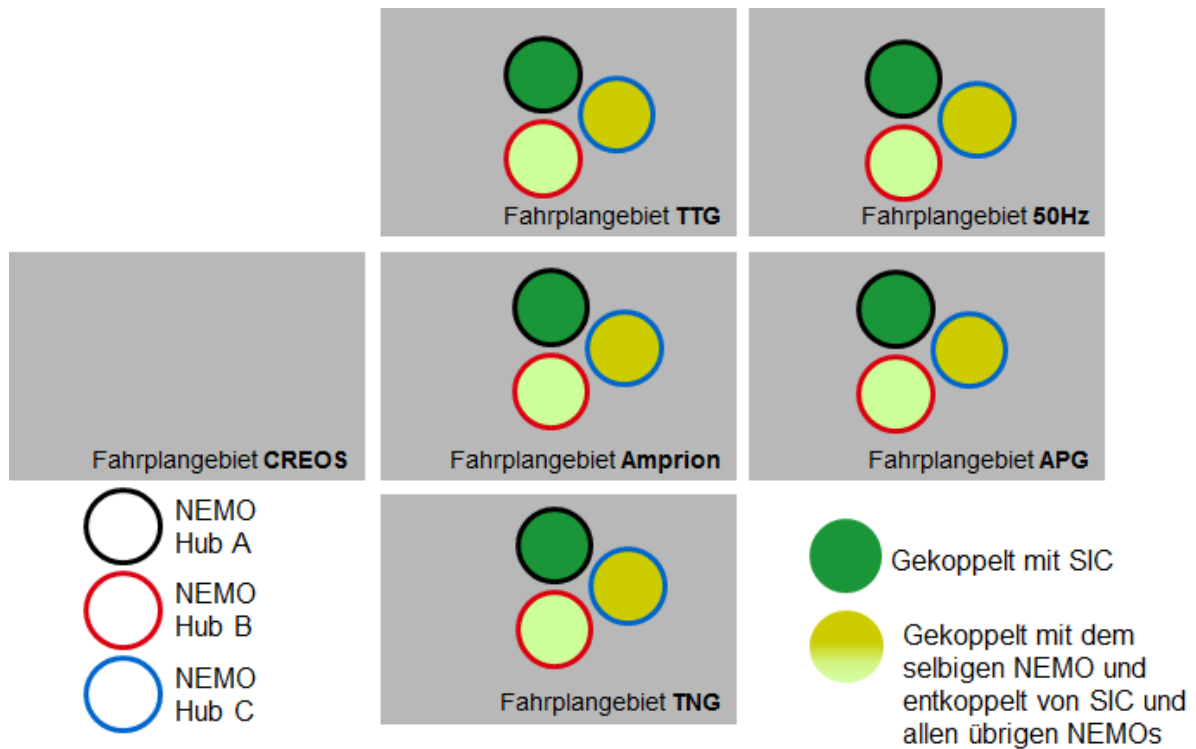 Fahrplangebiet TTG
Fahrplangebiet 50Hz
Fahrplangebiet CREOS
Fahrplangebiet Amprion
Fahrplangebiet APG
NEMO
Hub A
NEMO
Hub B
NEMO
Hub C
Fahrplangebiet TNG
Gekoppelt mit SIC
Gekoppelt mit dem
selbigen NEMO und
entkoppelt von SIC und
allen übrigen NEMOs